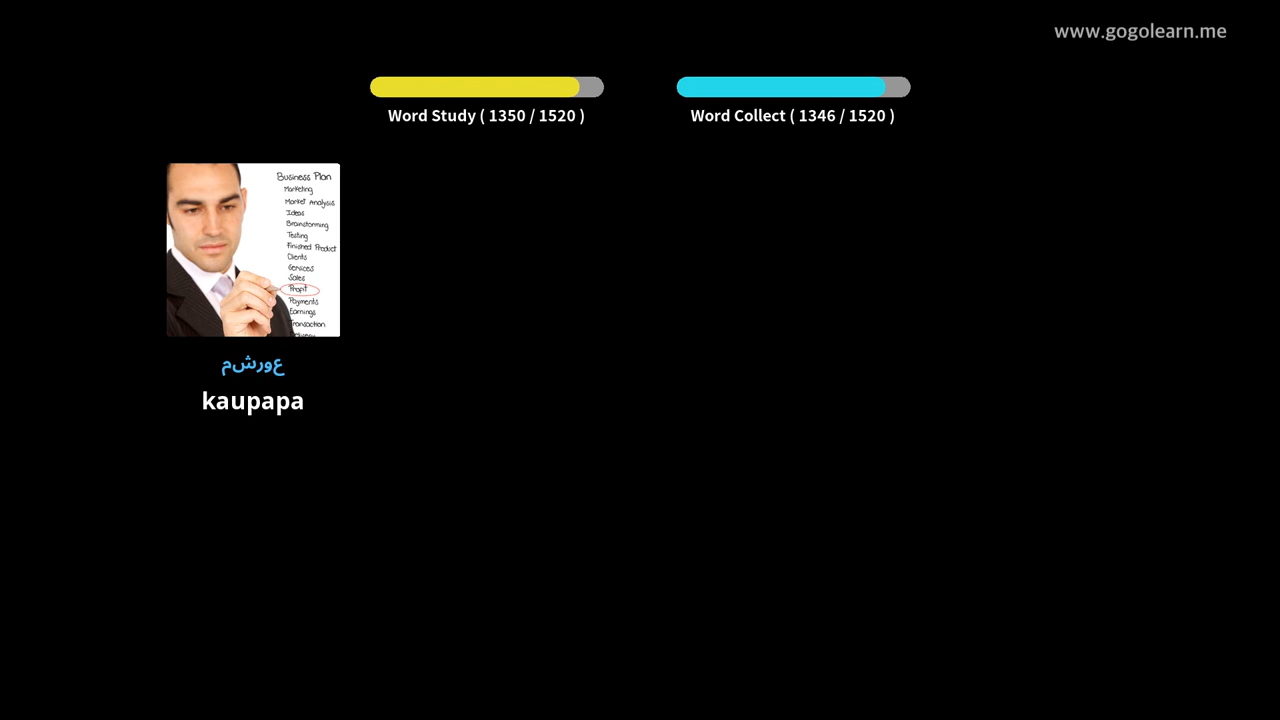 www.gogolearn.me
Word Study ( 1350 / 1520 )
Word Collect ( 1346 / 1520 )
Business Plan
Marketing
Market Analysis
Ideas
Brainstorming
Testing
Finished Product
Clients
Services
Sales
Profit
Payments
Earnings
Transaction
Delivery
مشروع
kaupapa